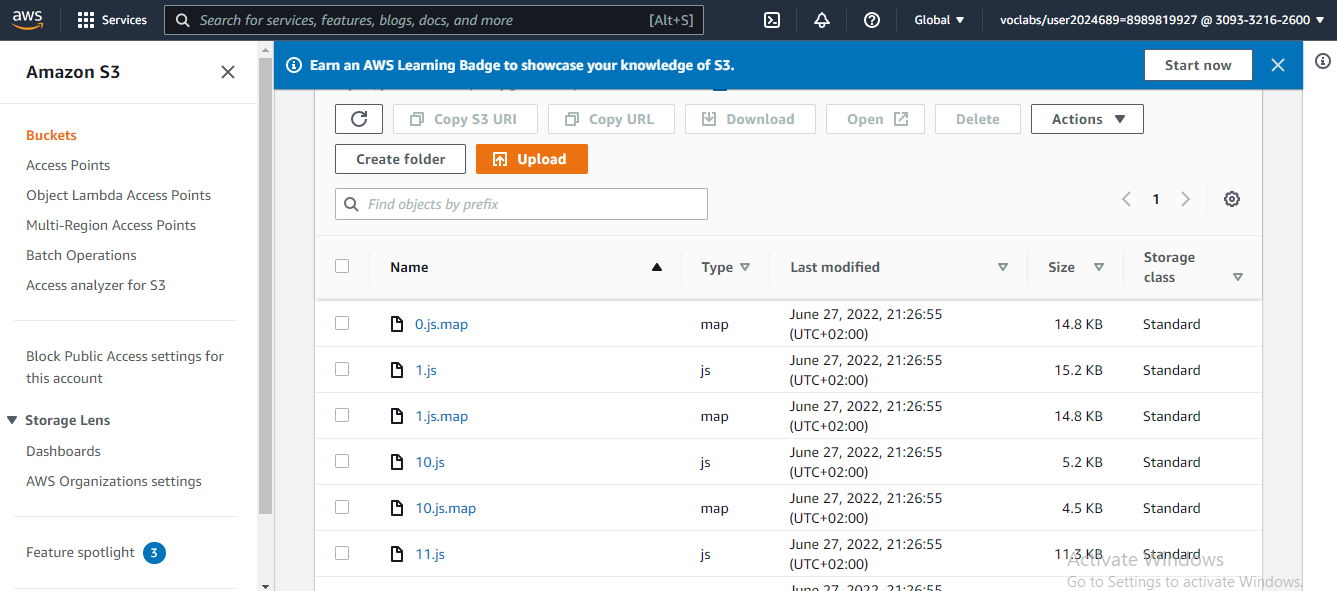 aws
Services
Search for services, features, blogs, docs, and more
[Alt+S]
Global
voclabs/user2024689=8989819927 @ 3093-3216-2600
Amazon S3
Buckets
Access Points
Object Lambda Access Points
Multi-Region Access Points
Batch Operations
Access analyzer for S3
Block Public Access settings for
this account
Storage Lens
Dashboards
AWS Organizations settings
Feature spotlight
3
Earn an AWS Learning Badge to showcase your knowledge of S3.
Start now
Copy S3 URI
Copy URL
Download
Open
Delete
Actions
Create folder
Upload
Find objects by prefix
1
Name
Type
Last modified
Size
Storage
class
0.js.map
map
June 27, 2022, 21:26:55
(UTC+02:00)
14.8 KB
Standard
1.js
js
June 27, 2022, 21:26:55
(UTC+02:00)
15.2 KB
Standard
1.js.map
map
June 27, 2022, 21:26:55
(UTC+02:00)
14.8 KB
Standard
10.js
js
June 27, 2022, 21:26:55
(UTC+02:00)
5.2 KB
Standard
10.js.map
map
June 27, 2022, 21:26:55
(UTC+02:00)
4.5 KB
Standard
11.js
js
June 27, 2022, 21:26:55
(UTC+02:00)
11.3 KB
Standard
June 27, 2022, 21:26:55
Activate Windows
Go to Settings to activate Windows.